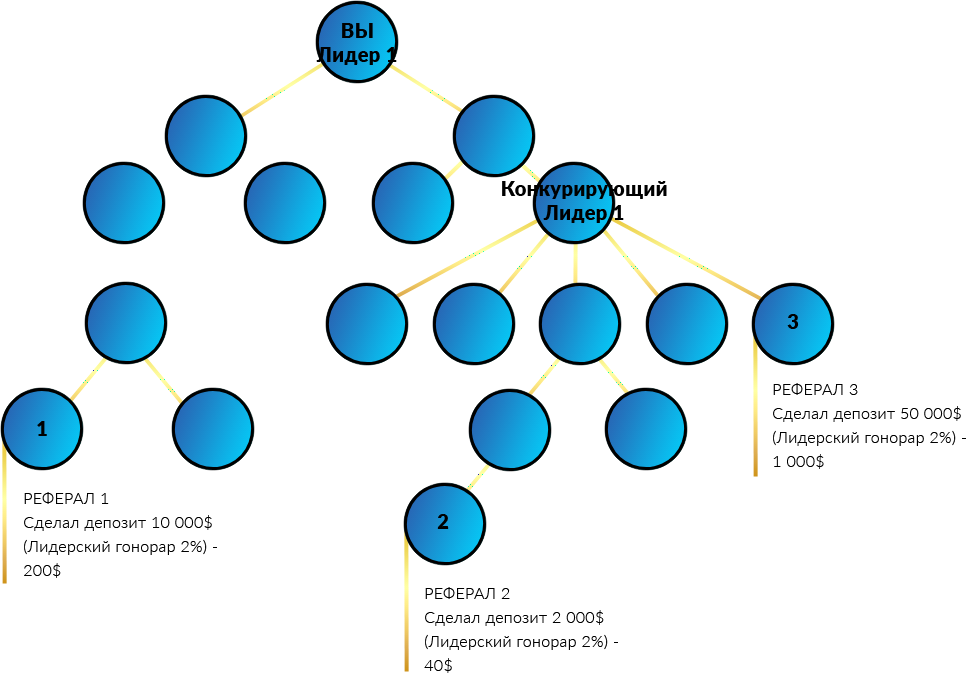 ВЫ
Лидер 1
Конкурирующий
Лидер 1
3
РЕФЕРАЛ 3
Сделал депозит 50 000$
(Лидерский гонорар 2%) -
1 000$
1
РЕФЕРАЛ 1
Сделал депозит 10 000$
(Лидерский гонорар 2%) -
200$
2
РЕФЕРАЛ 2
Сделал депозит 2 000$
(Лидерский гонорар 2%) -
40$